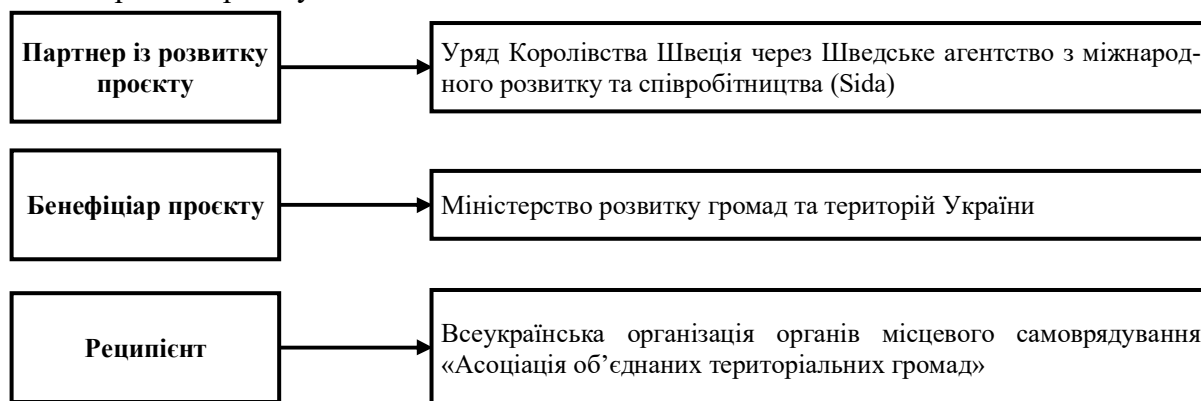 Партнер із розвитку
проєкту
Уряд Королівства Швеція через Шведське агентство з міжнарод-
ного розвитку та співробітництва (Sida)
Бенефіціар проєкту
Міністерство розвитку громад та територій України
Реципієнт
Всеукраїнська організація органів місцевого самоврядування
«Асоціація об’єднаних територіальних громад»